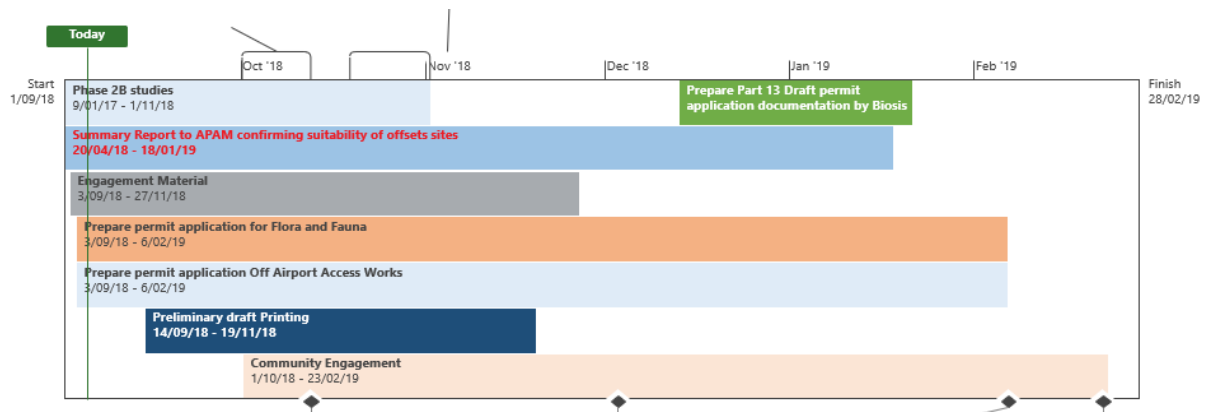 Today
Oct '18
Nov '18
Dec '18
Jan '19
Feb '19
Start
1/09/18
Finish
28/02/19
Phase 2B studies
9/01/17 - 1/11/18
Prepare Part 13 Draft permit
application documentation by Biosis
Summary Report to APAM confirming suitability of offsets sites
20/04/18 - 18/01/19
Engagement Material
3/09/18 - 27/11/18
Prepare permit application for Flora and Fauna
3/09/18 - 6/02/19
Prepare permit application Off Airport Access Works
3/09/18 - 6/02/19
Preliminary draft Printing
14/09/18 - 19/11/18
Community Engagement
1/10/18 - 23/02/19